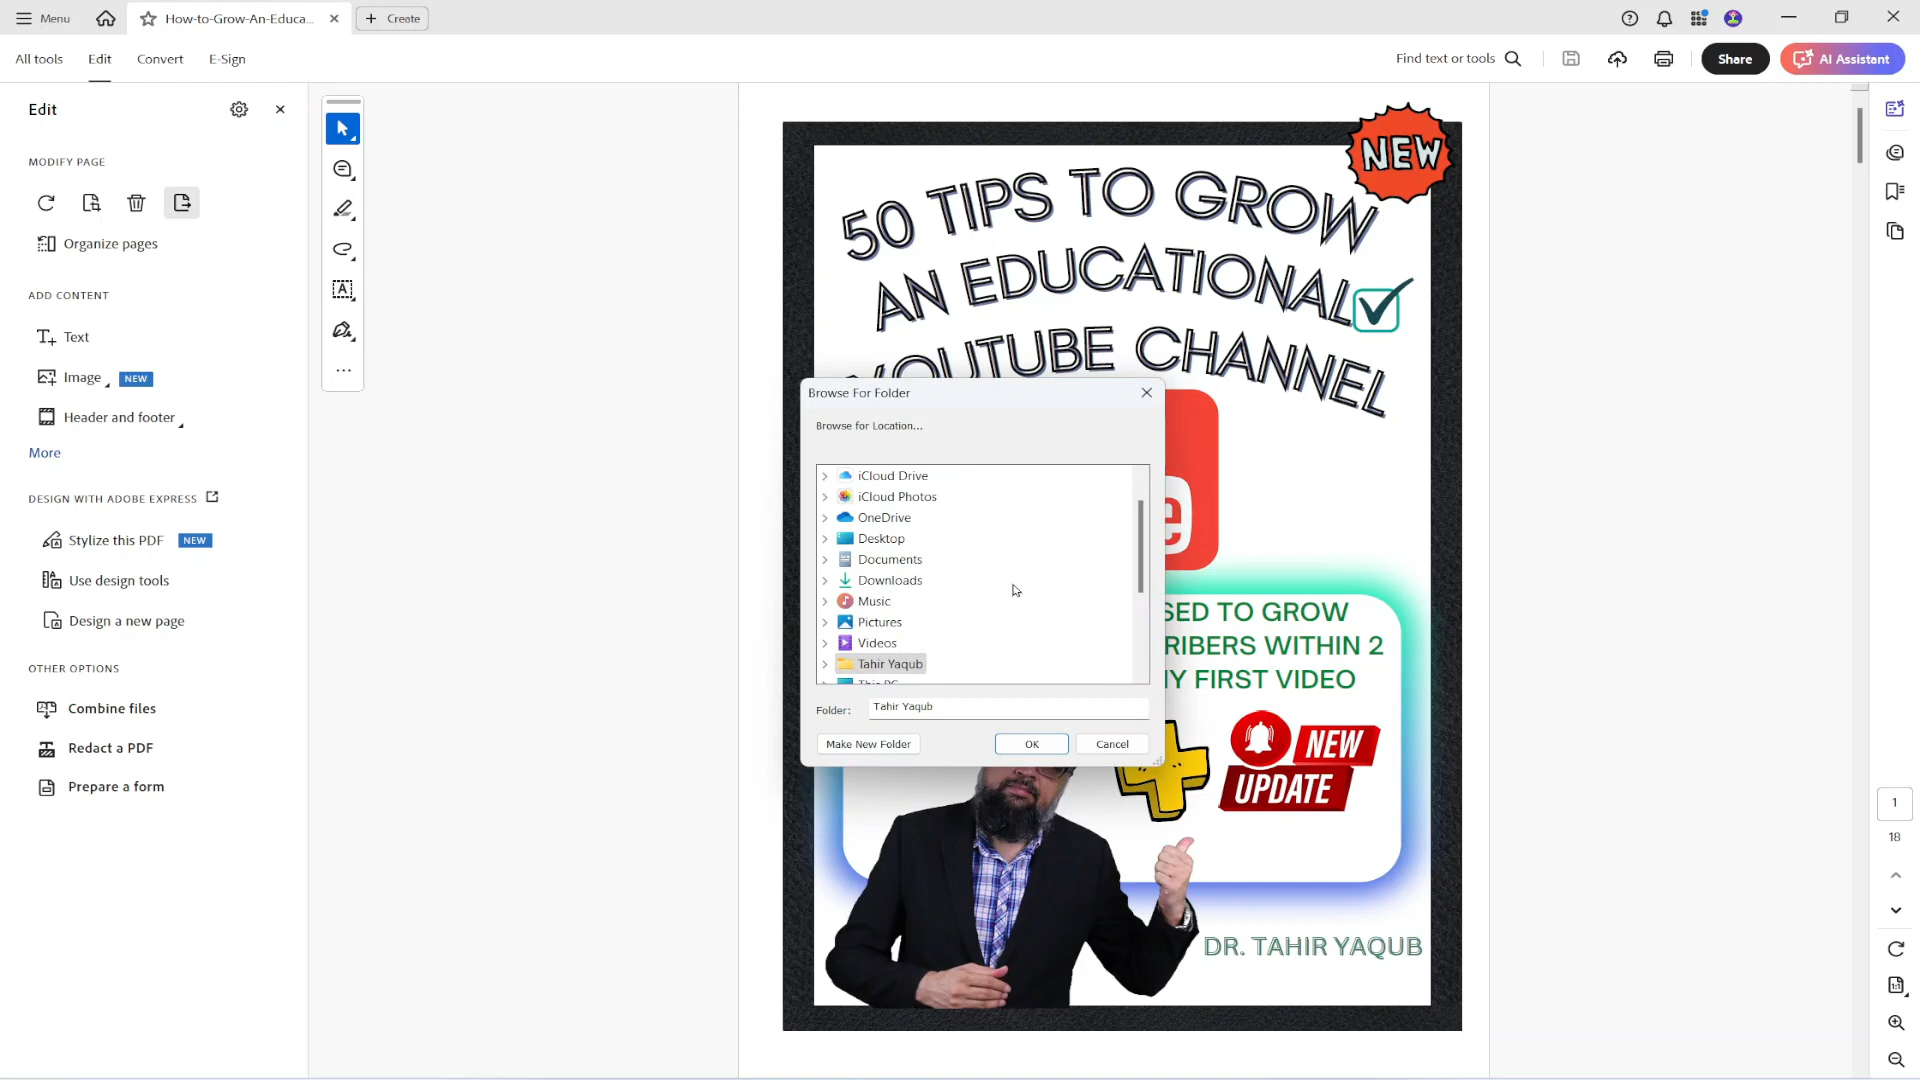 Menu
How-to-Grow-An-Educa...
Create
All tools
Edit
Convert
E-Sign
Find text or tools
Share
AI Assistant
Edit
MODIFY PAGE
Organize pages
ADD CONTENT
Text
Image
NEW
Header and footer
More
DESIGN WITH ADOBE EXPRESS
Stylize this PDF
NEW
Use design tools
Design a new page
OTHER OPTIONS
Combine files
Redact a PDF
Prepare a form
NEW
50 TIPS TO GROW
AN EDUCATIONAL
YOUTUBE CHANNEL
Browse For Folder
Browse for Location...
iCloud Drive
iCloud Photos
OneDrive
Desktop
Documents
Downloads
Music
Pictures
Videos
Tahir Yaqub
This PC
Folder:
Tahir Yaqub
Make New Folder
OK
Cancel
e
SED TO GROW
RIBERS WITHIN 2
Y FIRST VIDEO
NEW
UPDATE
DR. TAHIR YAQUB
1
18
1:1